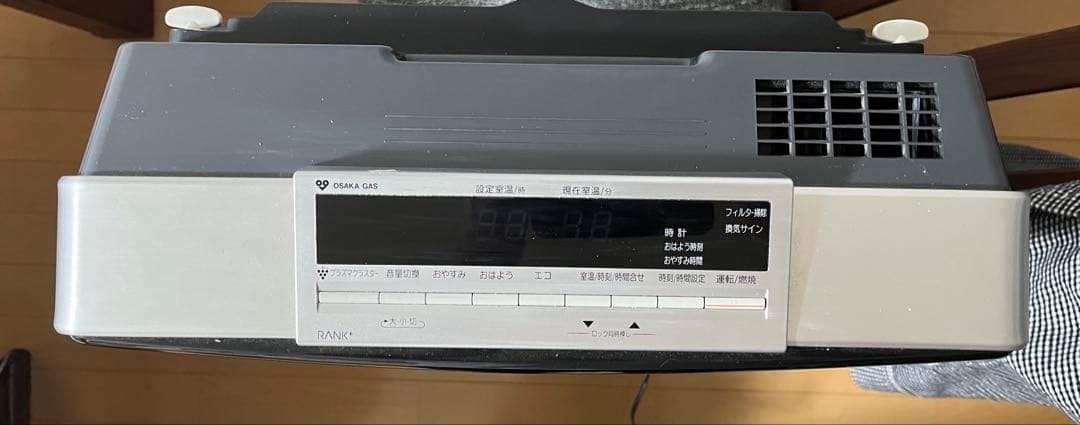 OSAKA GAS
設定室温/時 現在室温/分
フィルター掃除
換気サイン
時計
おはよう時刻
おやすみ時間
プラズマクラスター 音量切換 おやすみ おはよう エコ 室温/時刻/時間合せ 時刻/時間設定 運転/燃焼
大・小・切
▼ ▲
ロック同時押し
RANK+